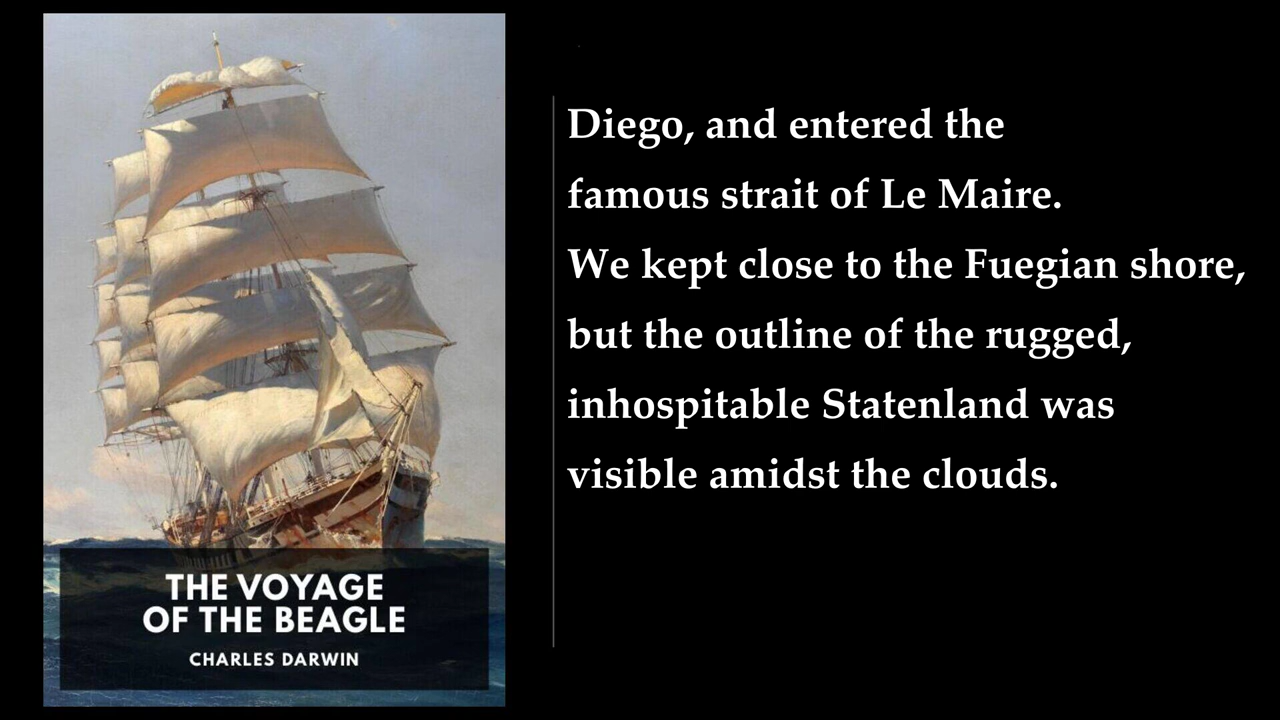 THE VOYAGE
OF THE BEAGLE
CHARLES DARWIN
Diego, and entered the
famous strait of Le Maire.
We kept close to the Fuegian shore,
but the outline of the rugged,
inhospitable Statenland was
visible amidst the clouds.